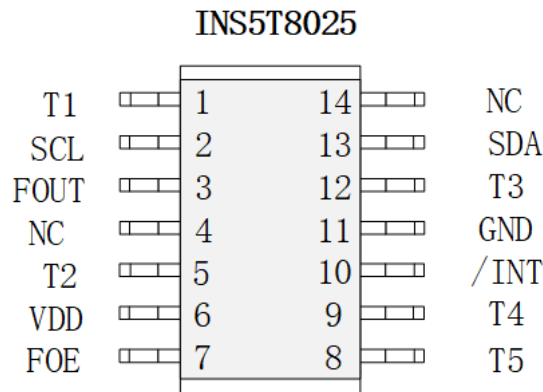 INS5T8025
T1 1 14 NC
SCL 2 13 SDA
FOUT 3 12 T3
NC 4 11 GND
T2 5 10 /INT
VDD 6 9 T4
FOE 7 8 T5